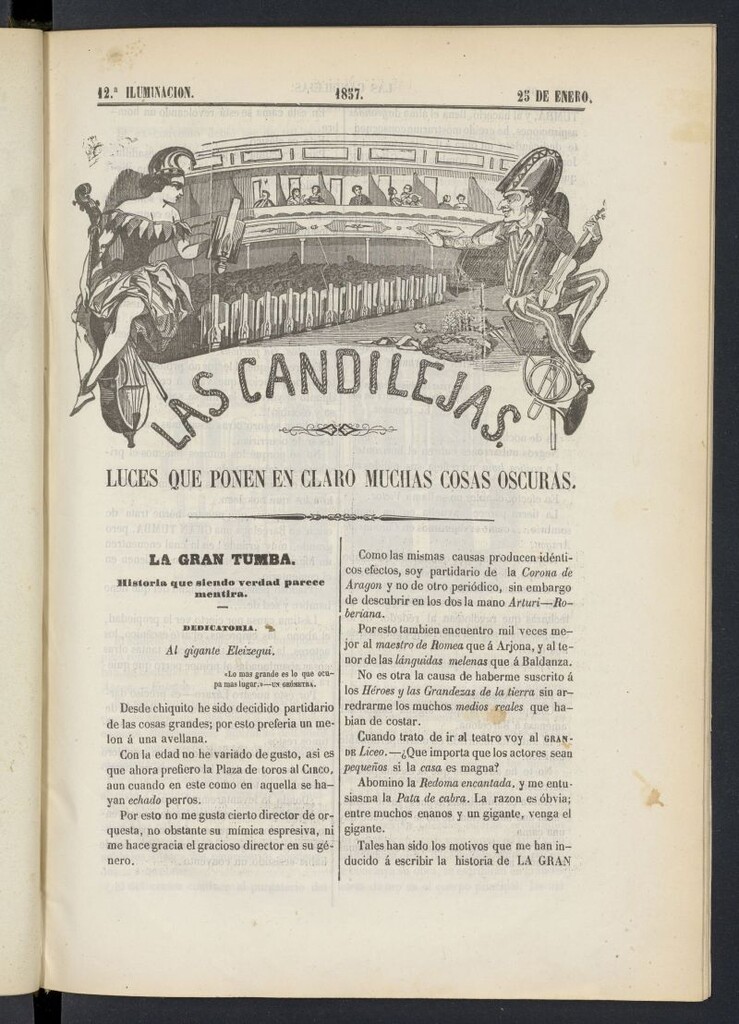 12.ª ILUMINACION.
1857.
25 DE ENERO.
LAS CANDILEJAS.
LUCES QUE PONEN EN CLARO MUCHAS COSAS OSCURAS.
LA GRAN TUMBA.
Historia que siendo verdad parece
mentira.
DEDICATORIA.
Al gigante Eleizegui.
«Lo mas grande es lo que ocu-
pa mas lugar.»—UN GEÓMETRA.
Desde chiquito he sido decidido partidario
de las cosas grandes; por esto preferia un me-
lon á una avellana.
Con la edad no he variado de gusto, asi es
que ahora prefiero la Plaza de toros al CIRCO,
aun cuando en este como en aquella se ha-
yan echado perros.
Por esto no me gusta cierto director de or-
questa, no obstante su mímica espresiva, ni
me hace gracia el gracioso director en su gé-
nero.
Como las mismas causas producen idénti-
cos efectos, soy partidario de la Corona de
Aragon y no de otro periódico, sin embargo
de descubrir en los dos la mano Arturi—Ro-
beriana.
Por esto tambien encuentro mil veces me-
jor al maestro de Romea que á Arjona, y al te-
nor de las lánguidas melenas que á Baldanza.
No es otra la causa de haberme suscrito á
los Héroes y las Grandezas de la tierra sin ar-
redrarme los muchos medios reales que ha-
bian de costar.
Cuando trato de ir al teatro voy al GRAN-
DE Liceo.—¿Que importa que los actores sean
pequeños si la casa es magna?
Abomino la Redoma encantada, y me entu-
siasma la Pata de cabra. La razon es óbvia;
entre muchos enanos y un gigante, venga el
gigante.
Tales han sido los motivos que me han in-
ducido á escribir la historia de LA GRAN